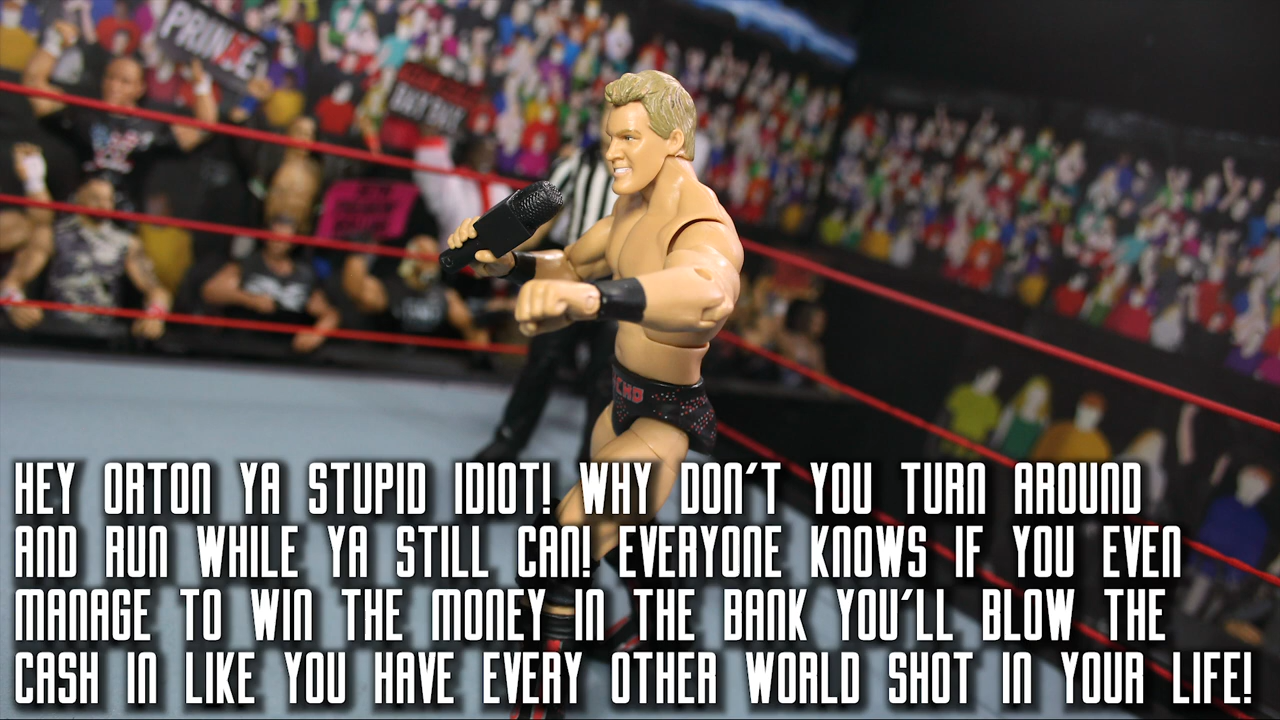 PRINCE
HEY ORTON YA STUPID IDIOT! WHY DON'T YOU TURN AROUND
AND RUN WHILE YA STILL CAN! EVERYONE KNOWS IF YOU EVEN
MANAGE TO WIN THE MONEY IN THE BANK YOU'LL BLOW THE
CASH IN LIKE YOU HAVE EVERY OTHER WORLD SHOT IN YOUR LIFE!